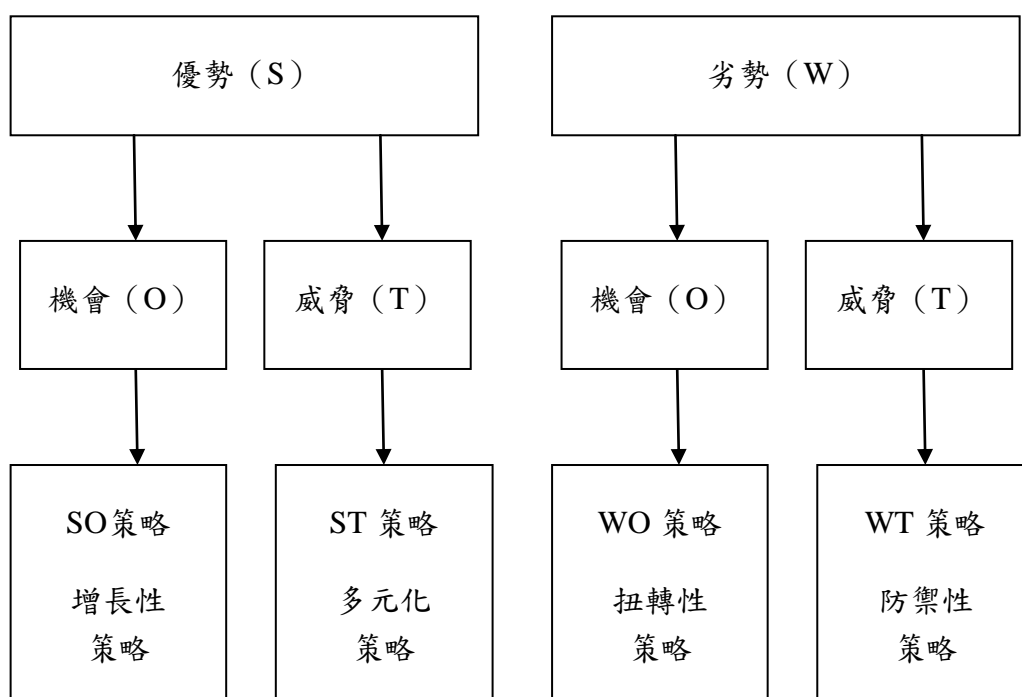 優勢（S）
劣勢（W）
機會（O）
威脅（T）
機會（O）
威脅（T）
SO策略
增長性
策略
ST 策略
多元化
策略
WO 策略
扭轉性
策略
WT 策略
防禦性
策略